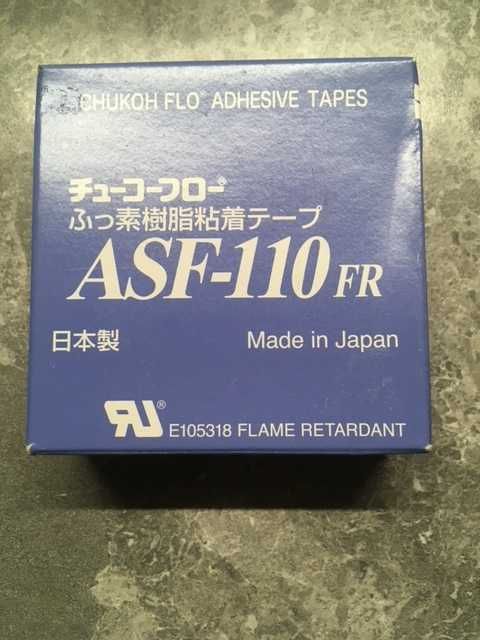 CHUKOH FLO® ADHESIVE TAPES
チューコーフロー®
ふっ素樹脂粘着テープ
ASF-110 FR
日本製 Made in Japan
® E105318 FLAME RETARDANT